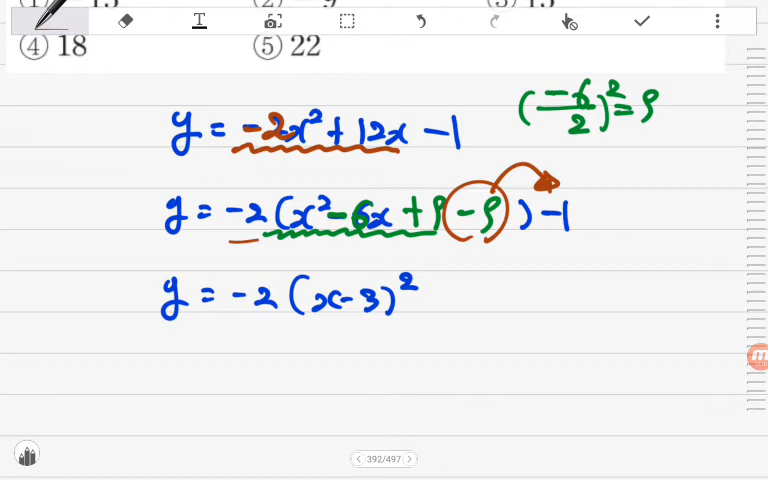 ④ 18 ⑤ 22
(-6/2)² = 9
y = -2x² + 12x - 1
y = -2(x² - 6x + 9 - 9) - 1
y = -2(x - 3)²
392/497